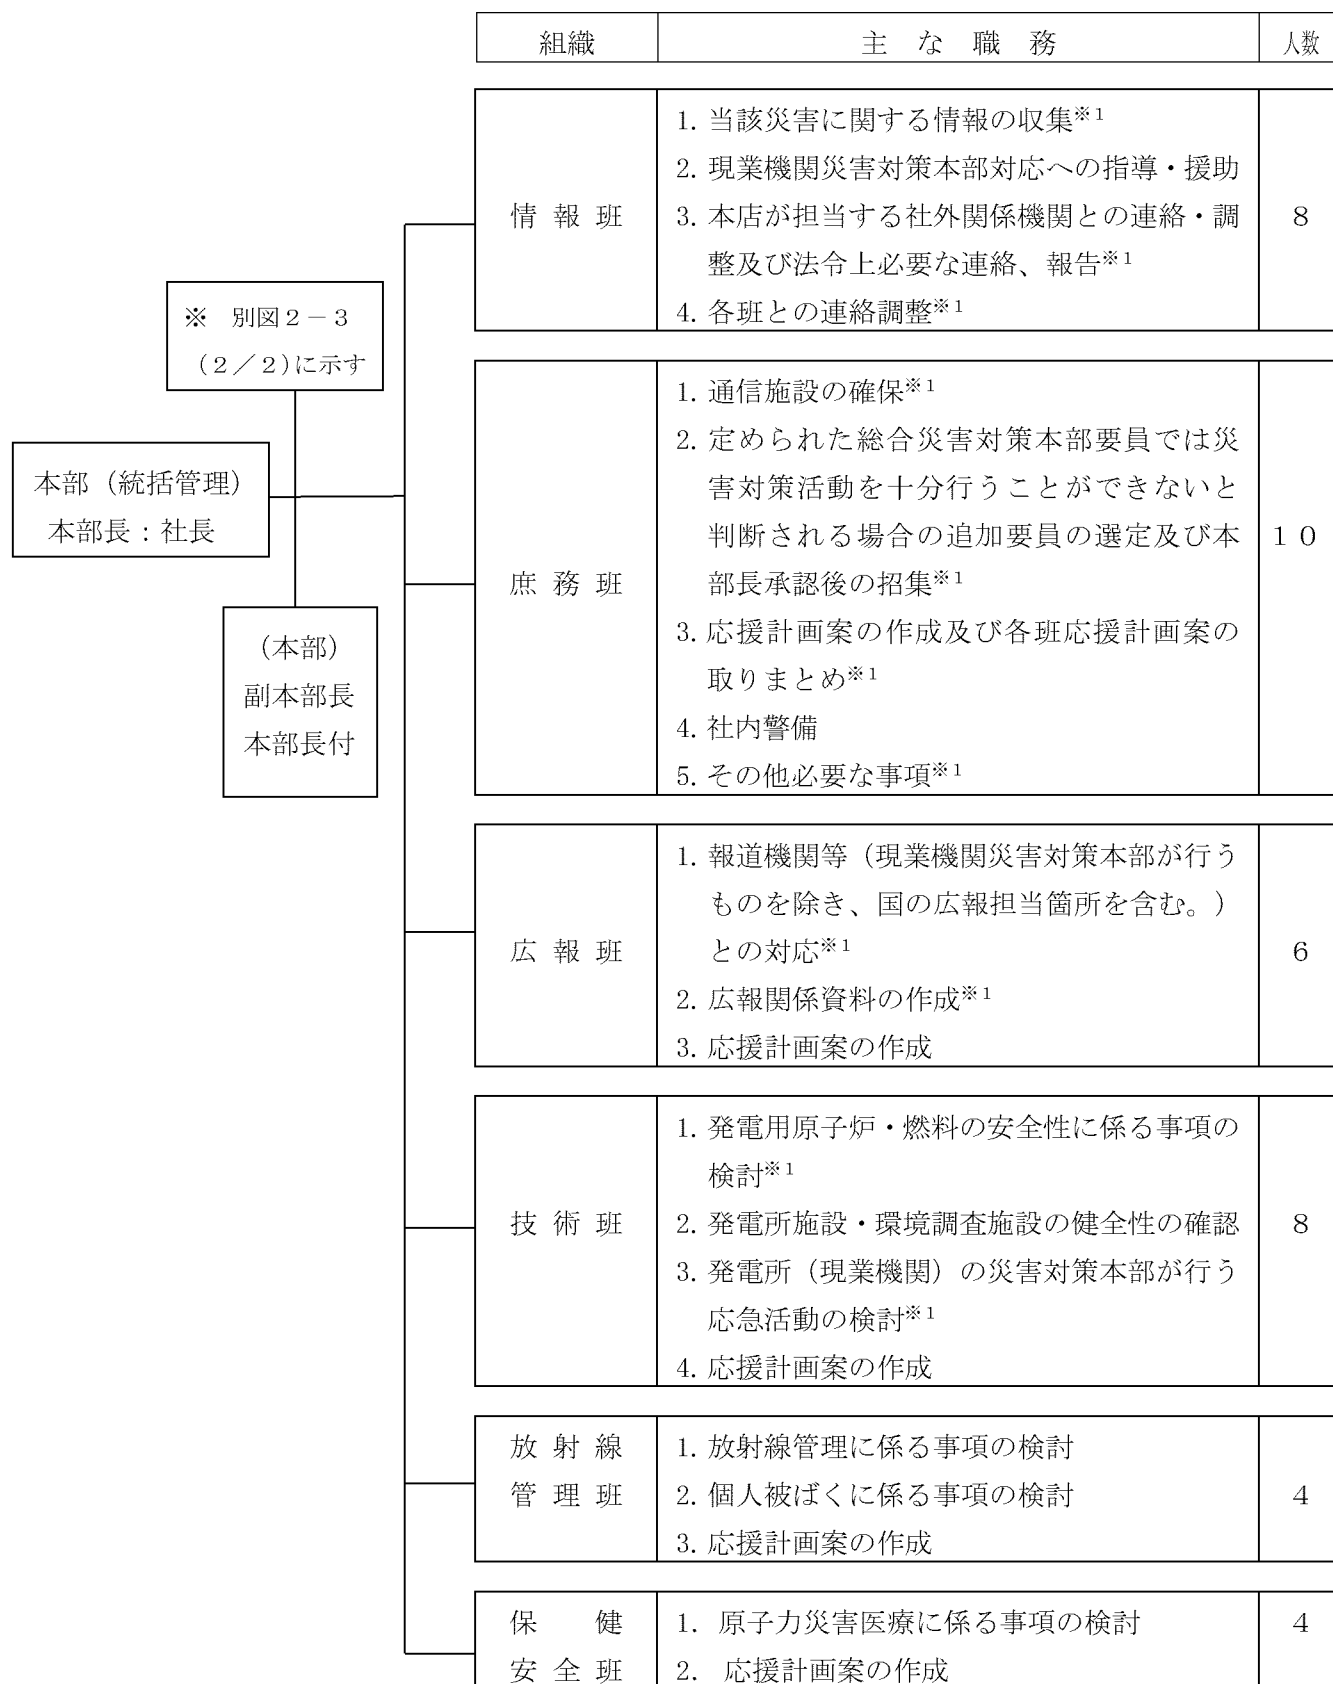 組織 主な職務 人数
情報班
1. 当該災害に関する情報の収集※1
2. 現業機関災害対策本部対応への指導・援助
3. 本店が担当する社外関係機関との連絡・調
整及び法令上必要な連絡、報告※1
4. 各班との連絡調整※1
8
※ 別図2-3
(2/2)に示す
本部（統括管理）
本部長：社長
(本部)
副本部長
本部長付
庶務班
1. 通信施設の確保※1
2. 定められた総合災害対策本部要員では災
害対策活動を十分行うことができないと
判断される場合の追加要員の選定及び本
部長承認後の招集※1
3. 応援計画案の作成及び各班応援計画案の
取りまとめ※1
4. 社内警備
5. その他必要な事項※1
10
広報班
1. 報道機関等（現業機関災害対策本部が行う
ものを除き、国の広報担当箇所を含む。）
との対応※1
2. 広報関係資料の作成※1
3. 応援計画案の作成
6
技術班
1. 発電用原子炉・燃料の安全性に係る事項の
検討※1
2. 発電所施設・環境調査施設の健全性の確認
3. 発電所（現業機関）の災害対策本部が行う
応急活動の検討※1
4. 応援計画案の作成
8
放射線
管理班
1. 放射線管理に係る事項の検討
2. 個人被ばくに係る事項の検討
3. 応援計画案の作成
4
保健
安全班
1. 原子力災害医療に係る事項の検討
2. 応援計画案の作成
4